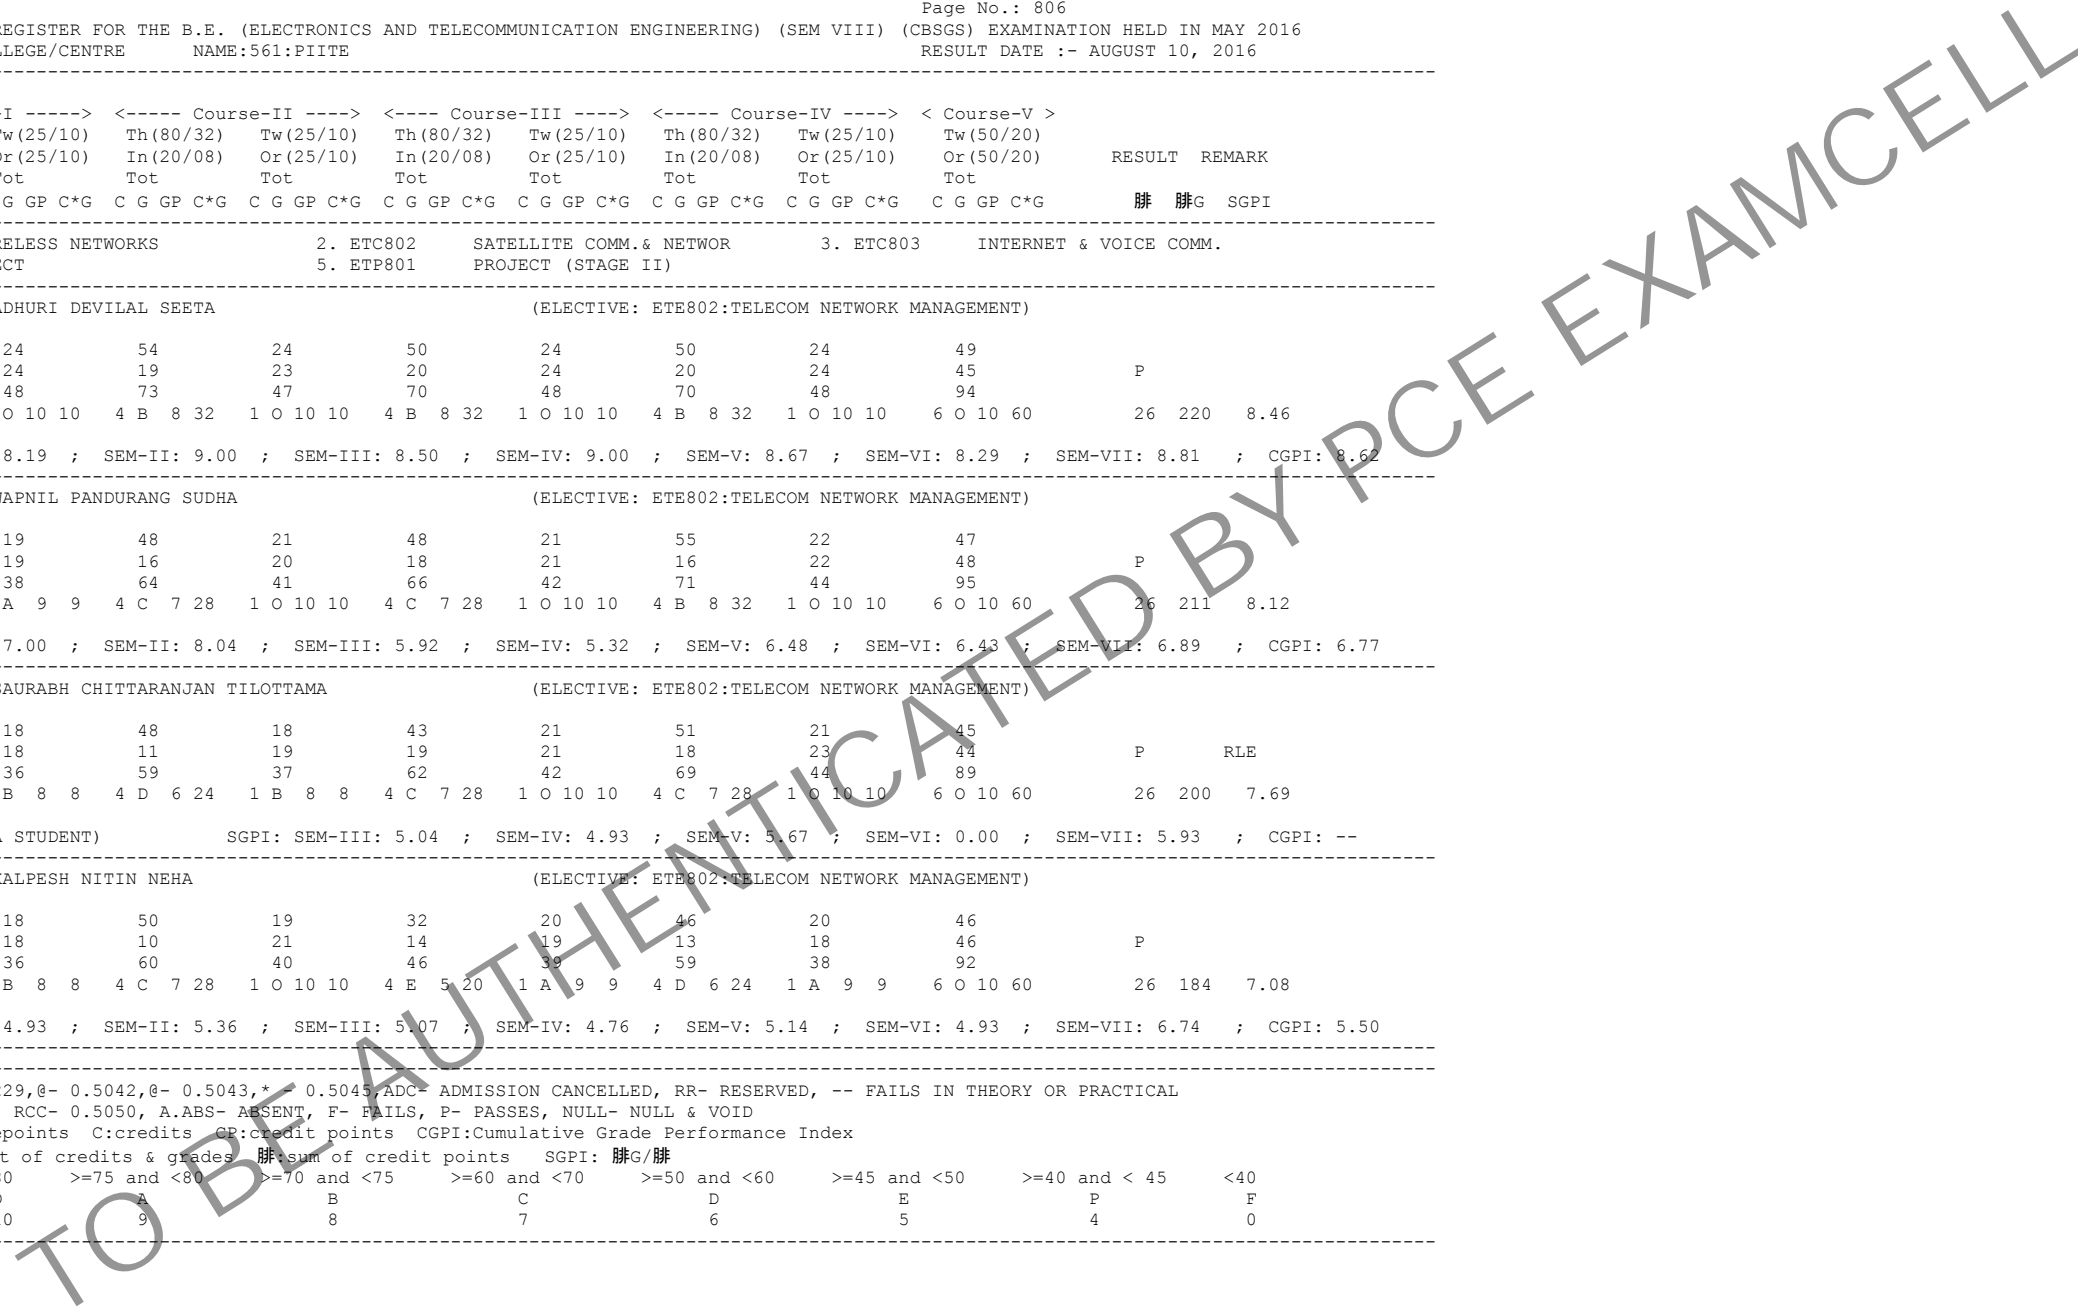 Page No.: 806
REGISTER FOR THE B.E. (ELECTRONICS AND TELECOMMUNICATION ENGINEERING) (SEM VIII) (CBSGS) EXAMINATION HELD IN MAY 2016
LLEGE/CENTRE NAME:561:PIITE RESULT DATE :- AUGUST 10, 2016
-I -----> <----- Course-II ----> <---- Course-III ----> <----- Course-IV ----> < Course-V >
Tw(25/10) Th(80/32) Tw(25/10) Th(80/32) Tw(25/10) Th(80/32) Tw(25/10) Tw(50/20)
Or(25/10) In(20/08) Or(25/10) In(20/08) Or(25/10) In(20/08) Or(25/10) Or(50/20) RESULT REMARK
Tot Tot Tot Tot Tot Tot Tot Tot
G GP C*G C G GP C*G C G GP C*G C G GP C*G C G GP C*G C G GP C*G C G GP C*G C G GP C*G 腓 腓G SGPI
RELESS NETWORKS 2. ETC802 SATELLITE COMM.& NETWOR 3. ETC803 INTERNET & VOICE COMM.
ECT 5. ETP801 PROJECT (STAGE II)
ADHURI DEVILAL SEETA (ELECTIVE: ETE802:TELECOM NETWORK MANAGEMENT)
24 54 24 50 24 50 24 49
24 19 23 20 24 20 24 45 P
48 73 47 70 48 70 48 94
O 10 10 4 B 8 32 1 O 10 10 4 B 8 32 1 O 10 10 4 B 8 32 1 O 10 10 6 O 10 60 26 220 8.46
8.19 ; SEM-II: 9.00 ; SEM-III: 8.50 ; SEM-IV: 9.00 ; SEM-V: 8.67 ; SEM-VI: 8.29 ; SEM-VII: 8.81 ; CGPI: 8.62
WAPNIL PANDURANG SUDHA (ELECTIVE: ETE802:TELECOM NETWORK MANAGEMENT)
19 48 21 48 21 55 22 47
19 16 20 18 21 16 22 48 P
38 64 41 66 42 71 44 95
A 9 9 4 C 7 28 1 O 10 10 4 C 7 28 1 O 10 10 4 B 8 32 1 O 10 10 6 O 10 60 26 211 8.12
7.00 ; SEM-II: 8.04 ; SEM-III: 5.92 ; SEM-IV: 5.32 ; SEM-V: 6.48 ; SEM-VI: 6.43 ; SEM-VII: 6.89 ; CGPI: 6.77
SAURABH CHITTARANJAN TILOTTAMA (ELECTIVE: ETE802:TELECOM NETWORK MANAGEMENT)
18 48 18 43 21 51 21 45
18 11 19 19 21 18 23 44 P RLE
36 59 37 62 42 69 44 89
B 8 8 4 D 6 24 1 B 8 8 4 C 7 28 1 O 10 10 4 C 7 28 1 O 10 10 6 O 10 60 26 200 7.69
A STUDENT) SGPI: SEM-III: 5.04 ; SEM-IV: 4.93 ; SEM-V: 5.67 ; SEM-VI: 0.00 ; SEM-VII: 5.93 ; CGPI: --
KALPESH NITIN NEHA (ELECTIVE: ETE802:TELECOM NETWORK MANAGEMENT)
18 50 19 32 20 46 20 46
18 10 21 14 19 13 18 46 P
36 60 40 46 39 59 38 92
B 8 8 4 C 7 28 1 O 10 10 4 E 5 20 1 A 9 9 4 D 6 24 1 A 9 9 6 O 10 60 26 184 7.08
4.93 ; SEM-II: 5.36 ; SEM-III: 5.07 ; SEM-IV: 4.76 ; SEM-V: 5.14 ; SEM-VI: 4.93 ; SEM-VII: 6.74 ; CGPI: 5.50
229,@- 0.5042,@- 0.5043,* - 0.5045,ADC- ADMISSION CANCELLED, RR- RESERVED, -- FAILS IN THEORY OR PRACTICAL
RCC- 0.5050, A.ABS- ABSENT, F- FAILS, P- PASSES, NULL- NULL & VOID
epoints C:credits CP:credit points CGPI:Cumulative Grade Performance Index
t of credits & grades 腓:sum of credit points SGPI: 腓G/腓
0 >=75 and <80 >=70 and <75 >=60 and <70 >=50 and <60 >=45 and <50 >=40 and < 45 <40
O A B C D E P F
0 9 8 7 6 5 4 0
TO BE AUTHENTICATED BY PCE EXAMCELL